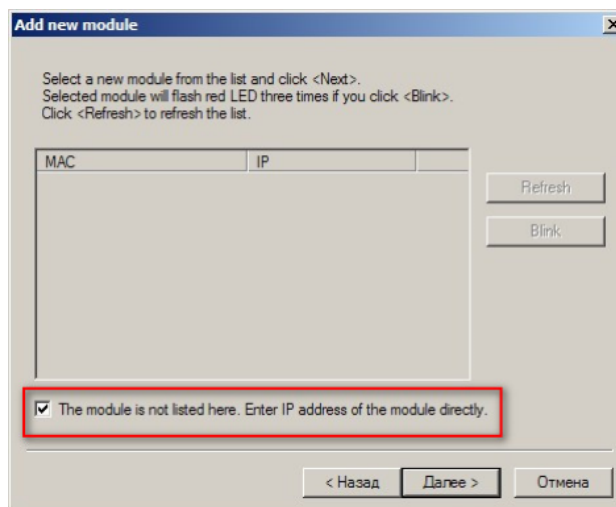 Add new module
Select a new module from the list and click <Next>.
Selected module will flash red LED three times if you click <Blink>.
Click <Refresh> to refresh the list.
MAC IP
Refresh
Blink
The module is not listed here. Enter IP address of the module directly.
< Назад Далее > Отмена